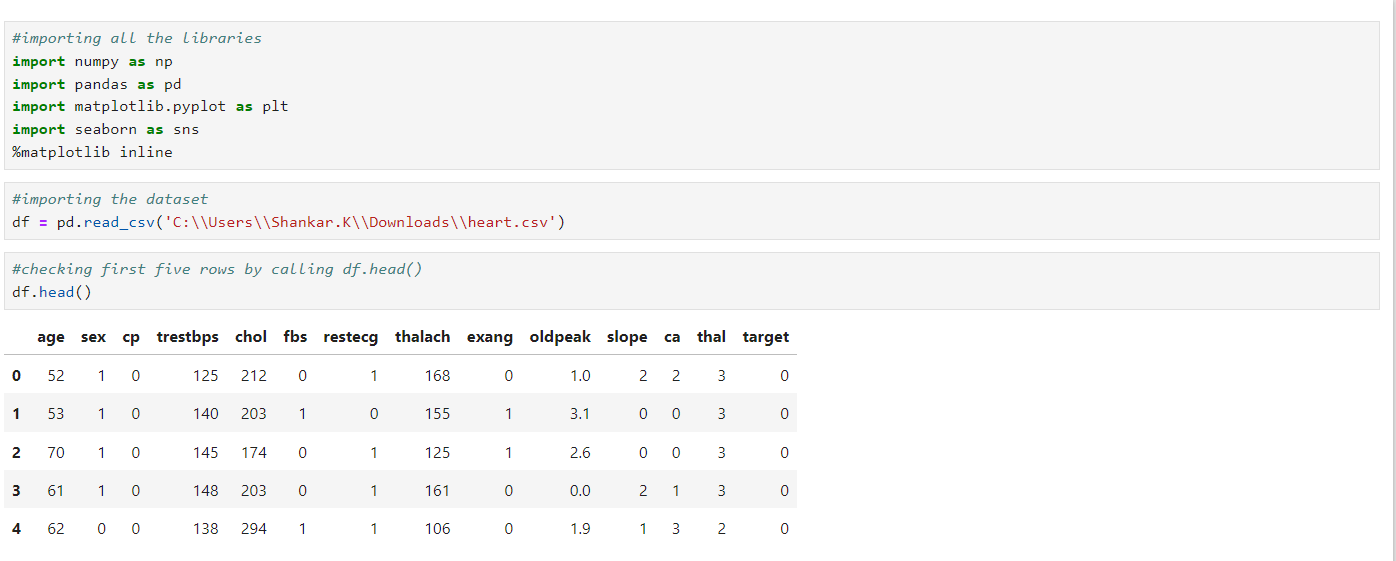 #importing all the libraries
import numpy as np
import pandas as pd
import matplotlib.pyplot as plt
import seaborn as sns
%matplotlib inline
#importing the dataset
df = pd.read_csv('C:\\Users\\Shankar.K\\Downloads\\heart.csv')
#checking first five rows by calling df.head()
df.head()
age sex cp trestbps chol fbs restecg thalach exang oldpeak slope ca thal target
0 52 1 0 125 212 0 1 168 0 1.0 2 2 3 0
1 53 1 0 140 203 1 0 155 1 3.1 0 0 3 0
2 70 1 0 145 174 0 1 125 1 2.6 0 0 3 0
3 61 1 0 148 203 0 1 161 0 0.0 2 1 3 0
4 62 0 0 138 294 1 1 106 0 1.9 1 3 2 0